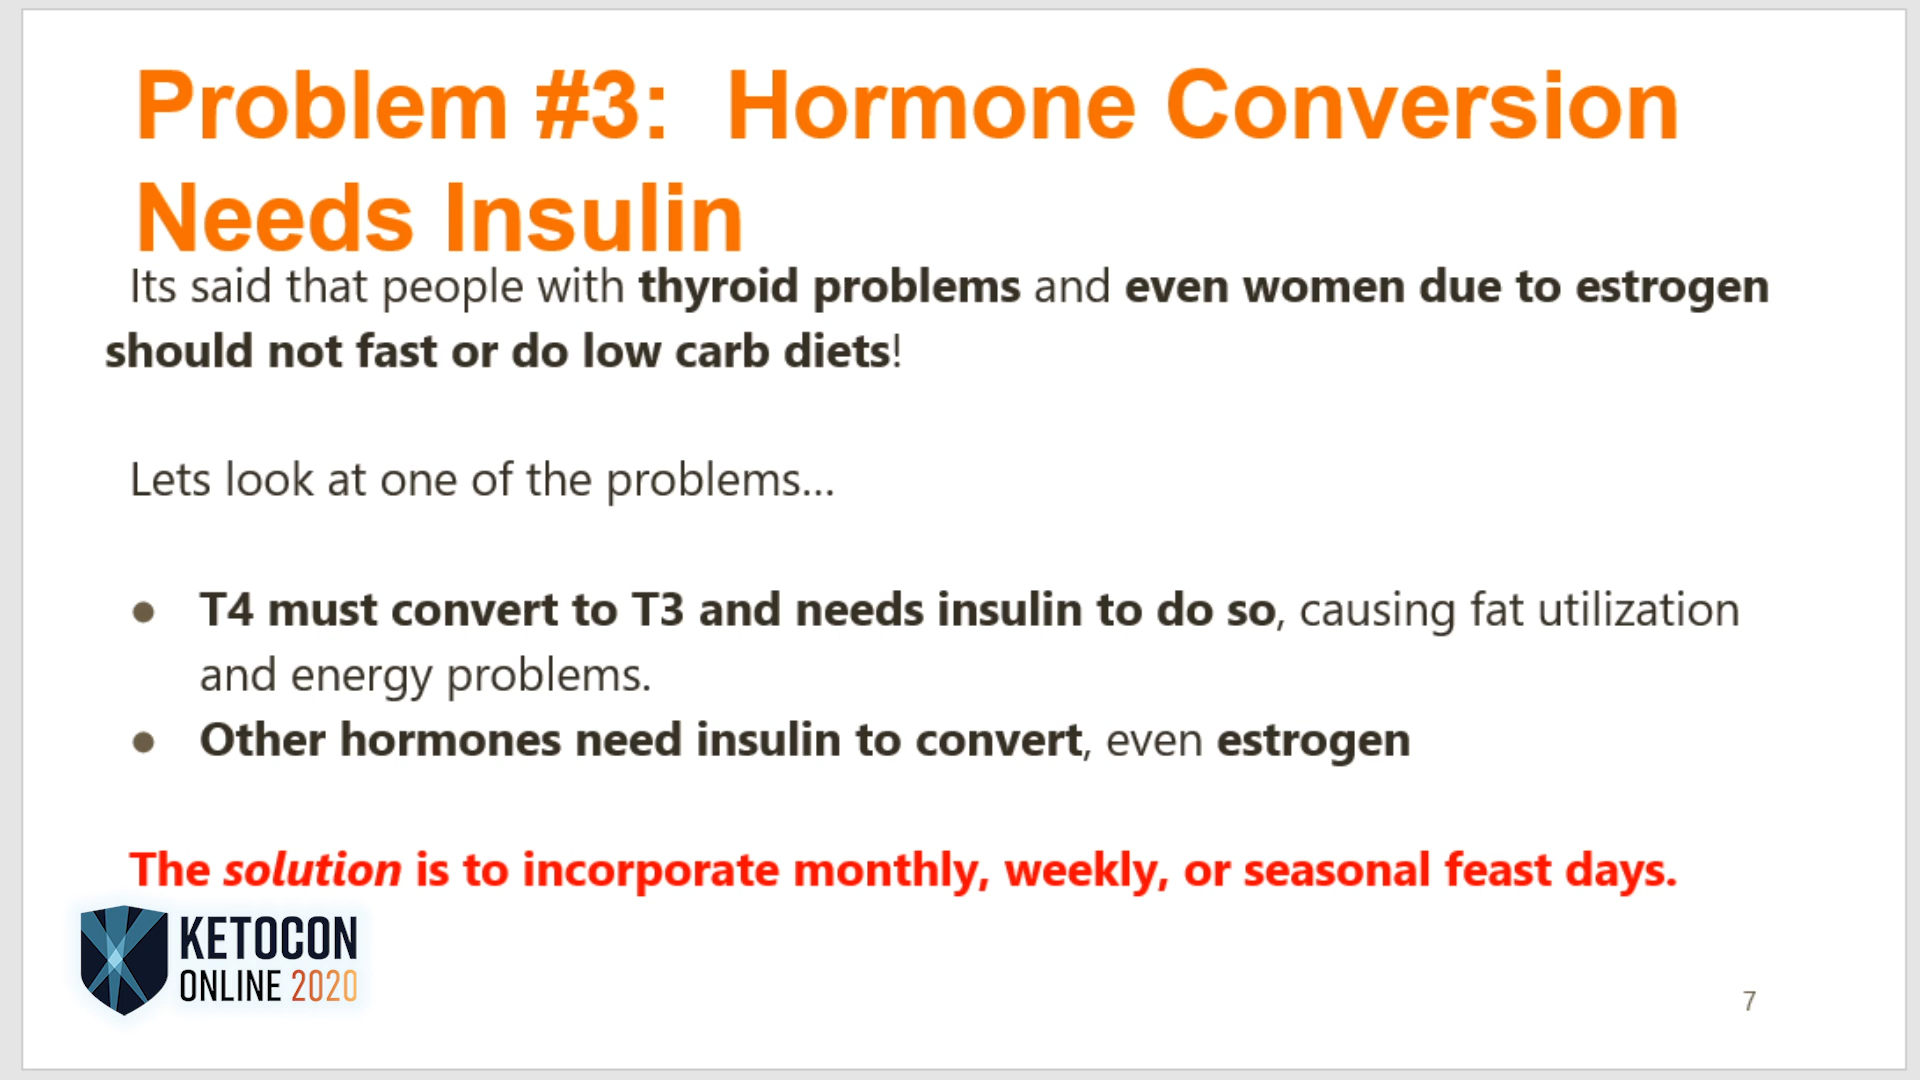 Problem #3:  Hormone Conversion
Needs Insulin
Its said that people with thyroid problems and even women due to estrogen
should not fast or do low carb diets!
Lets look at one of the problems...
● T4 must convert to T3 and needs insulin to do so, causing fat utilization
and energy problems.
● Other hormones need insulin to convert, even estrogen
The solution is to incorporate monthly, weekly, or seasonal feast days.
KETOCON
ONLINE 2020
7